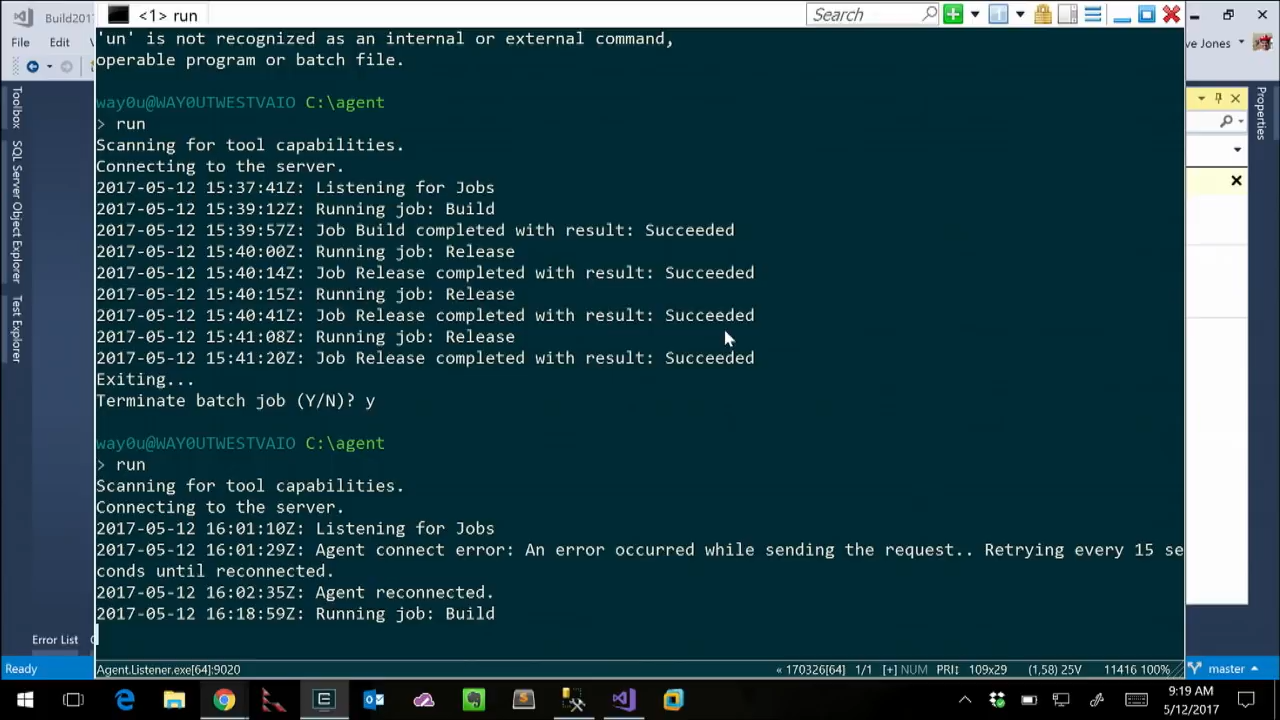 Build2017
<1> run
Search
File
Edit
ve Jones
Toolbox
SQL Server Object Explorer
Test Explorer
Properties
'un' is not recognized as an internal or external command,
operable program or batch file.
way0u@WAY0UTWESTVAIO C:\agent
> run
Scanning for tool capabilities.
Connecting to the server.
2017-05-12 15:37:41Z: Listening for Jobs
2017-05-12 15:39:12Z: Running job: Build
2017-05-12 15:39:57Z: Job Build completed with result: Succeeded
2017-05-12 15:40:00Z: Running job: Release
2017-05-12 15:40:14Z: Job Release completed with result: Succeeded
2017-05-12 15:40:15Z: Running job: Release
2017-05-12 15:40:41Z: Job Release completed with result: Succeeded
2017-05-12 15:41:08Z: Running job: Release
2017-05-12 15:41:20Z: Job Release completed with result: Succeeded
Exiting...
Terminate batch job (Y/N)? y
way0u@WAY0UTWESTVAIO C:\agent
> run
Scanning for tool capabilities.
Connecting to the server.
2017-05-12 16:01:10Z: Listening for Jobs
2017-05-12 16:01:29Z: Agent connect error: An error occurred while sending the request.. Retrying every 15 se
conds until reconnected.
2017-05-12 16:02:35Z: Agent reconnected.
2017-05-12 16:18:59Z: Running job: Build
Error List
Ready
Agent.Listener.exe[64]:9020
« 170326[64] 1/1 [+] NUM PRI↕ 109x29 (1,58) 25V 11416 100%
master
9:19 AM
5/12/2017